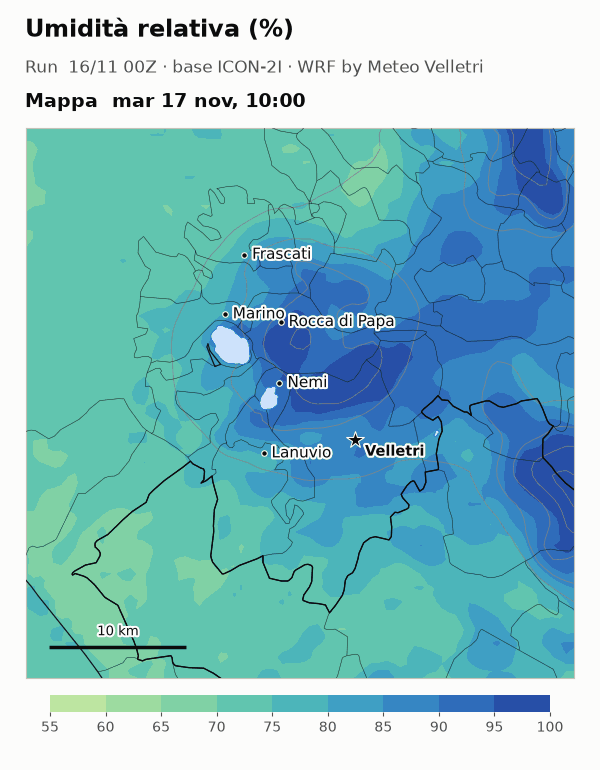 Umidità relativa (%)
Run  16/11 00Z · base ICON-2I · WRF by Meteo Velletri
Mappa  mar 17 nov, 10:00
Frascati
Marino
Rocca di Papa
Nemi
Velletri
Lanuvio
10 km
55 60 65 70 75 80 85 90 95 100